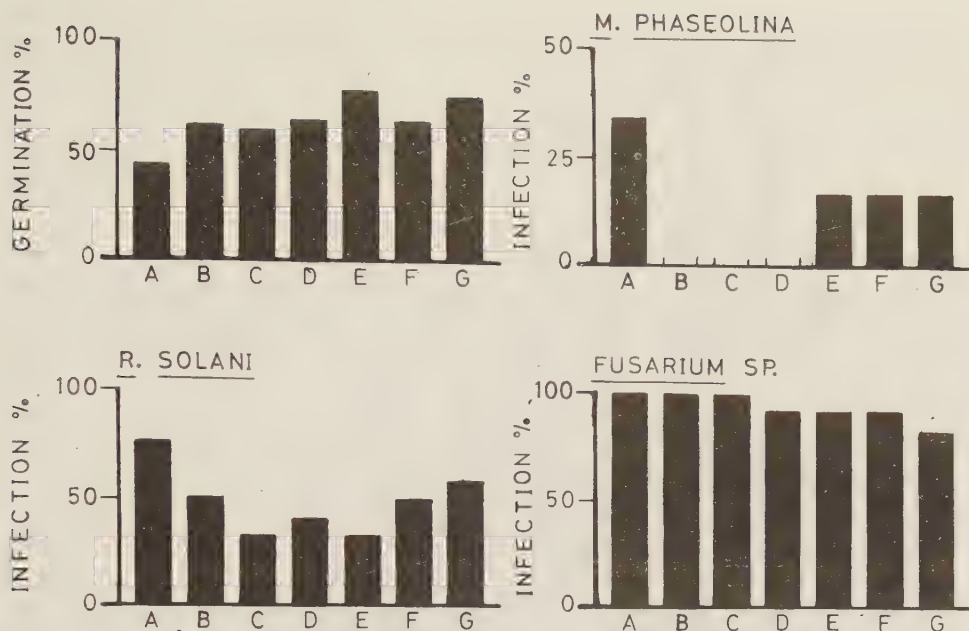 GERMINATION %
100
50
0
A B C D E F G
M. PHASEOLINA
INFECTION %
50
25
0
A B C D E F G
R. SOLANI
INFECTION %
100
50
0
A B C D E F G
FUSARIUM SP.
INFECTION %
100
50
0
A B C D E F G